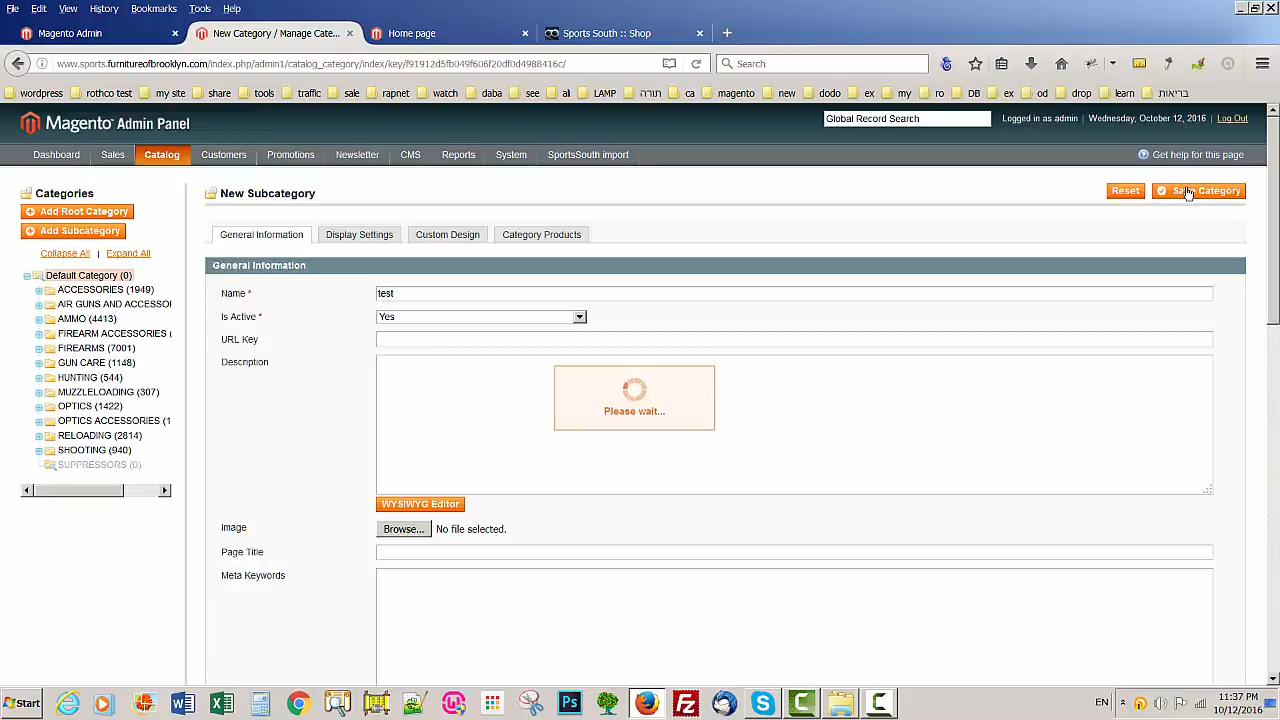 File Edit View History Bookmarks Tools Help
Magento Admin × New Category / Manage Cate... × Home page × Sports South :: Shop × +
www.sports.furnitureofbrooklyn.com/index.php/admin1/catalog_category/index/key/f91912d5fb049f606f20df0d4988416c/ Search
wordpress rothco test my site share tools traffic sale rapnet watch daba see ali LAMP תורה ca magento new dodo ex my ro DB ex od drop learn בריאות
Magento Admin Panel Global Record Search Logged in as admin | Wednesday, October 12, 2016 | Log Out
Dashboard Sales Catalog Customers Promotions Newsletter CMS Reports System SportsSouth import Get help for this page
Categories
Add Root Category
Add Subcategory
Collapse All | Expand All
Default Category (0)
ACCESSORIES (1949)
AIR GUNS AND ACCESSO
AMMO (4413)
FIREARM ACCESSORIES (
FIREARMS (7001)
GUN CARE (1148)
HUNTING (544)
MUZZLELOADING (307)
OPTICS (1422)
OPTICS ACCESSORIES (1
RELOADING (2614)
SHOOTING (940)
SUPPRESSORS (0)
New Subcategory Reset Save Category
General Information Display Settings Custom Design Category Products
General Information
Name * test
Is Active * Yes
URL Key
Description
Please wait...
WYSIWYG Editor
Image Browse... No file selected.
Page Title
Meta Keywords
Start EN 11:37 PM
10/12/2016